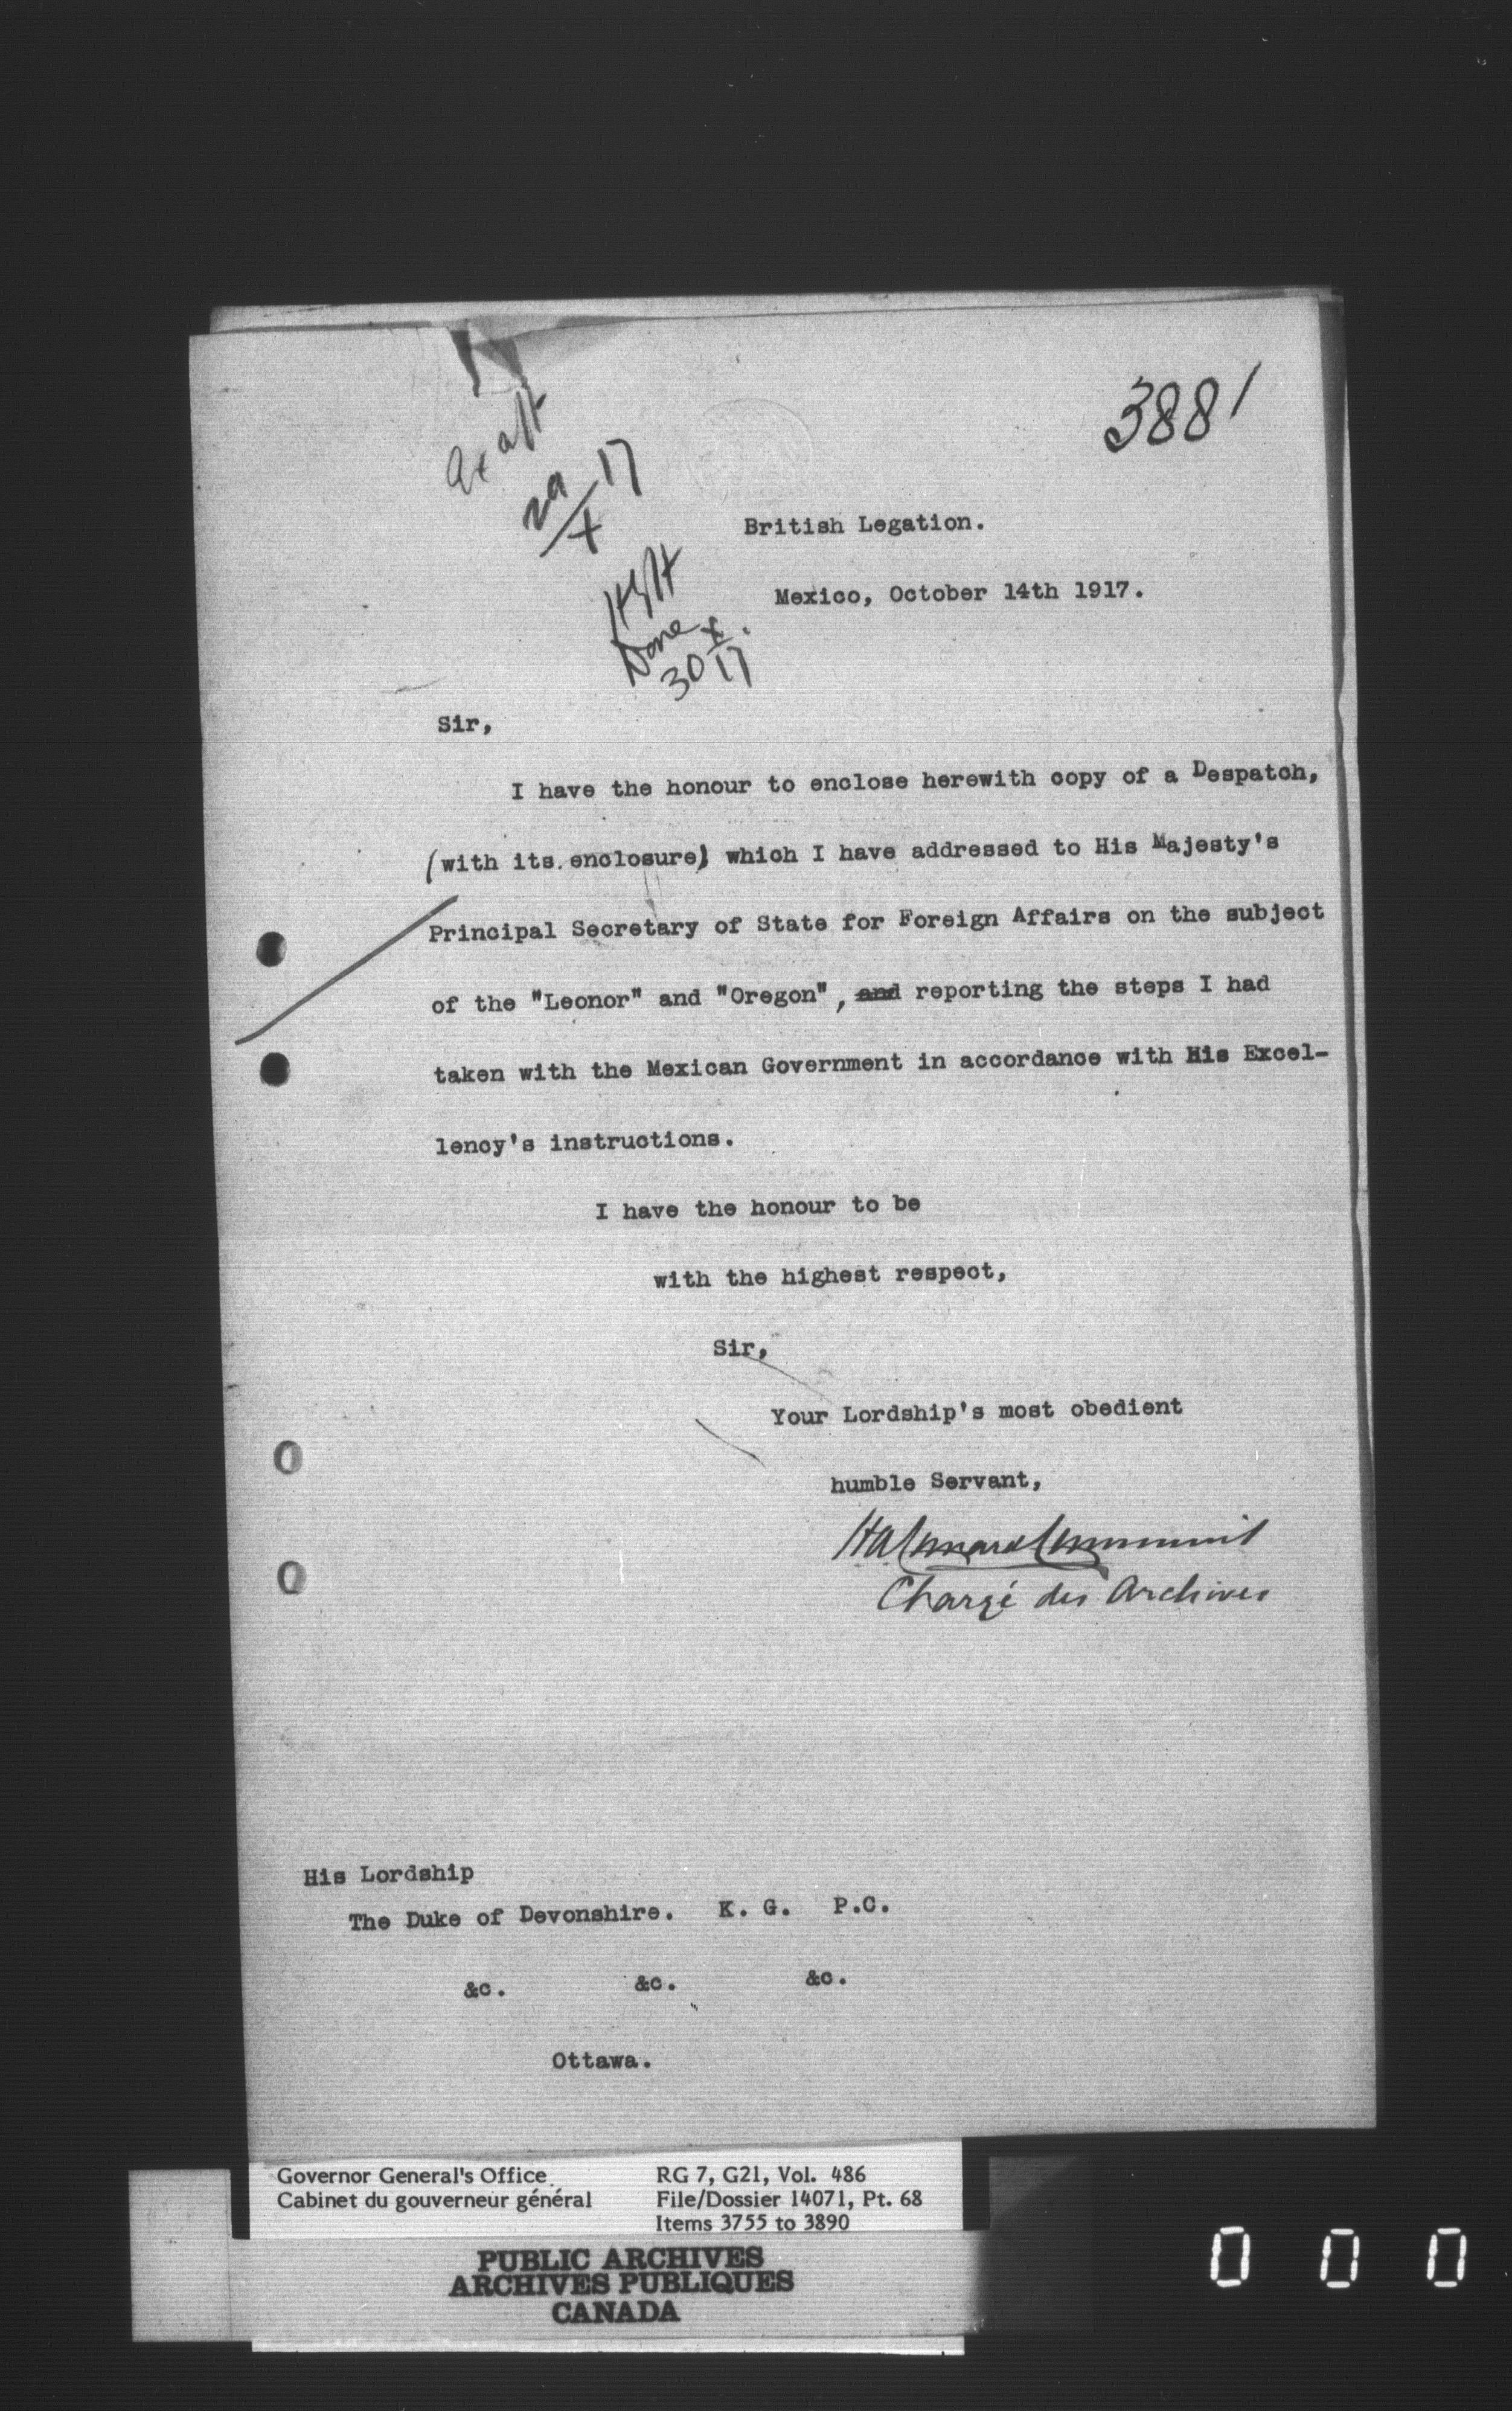 3881
29/X 17
Done
30 X/17
British Legation.
Mexico, October 14th 1917.
Sir,
I have the honour to enclose herewith copy of a Despatch,
(with its enclosure) which I have addressed to His Majesty's
Principal Secretary of State for Foreign Affairs on the subject
of the "Leonor" and "Oregon", and reporting the steps I had
taken with the Mexican Government in accordance with His Excel-
lency's instructions.
I have the honour to be
with the highest respect,
Sir,
Your Lordship's most obedient
humble Servant,
Chargé des Archives
His Lordship
The Duke of Devonshire. K. G. P.C.
&c. &c. &c.
Ottawa.
Governor General's Office
Cabinet du gouverneur général
RG 7, G21, Vol. 486
File/Dossier 14071, Pt. 68
Items 3755 to 3890
PUBLIC ARCHIVES
ARCHIVES PUBLIQUES
CANADA
0 0 0